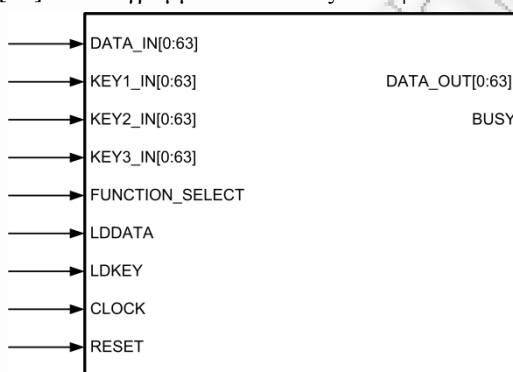 DATA_IN[0:63]
KEY1_IN[0:63] DATA_OUT[0:63]
KEY2_IN[0:63] BUSY
KEY3_IN[0:63]
FUNCTION_SELECT
LDDATA
LDKEY
CLOCK
RESET